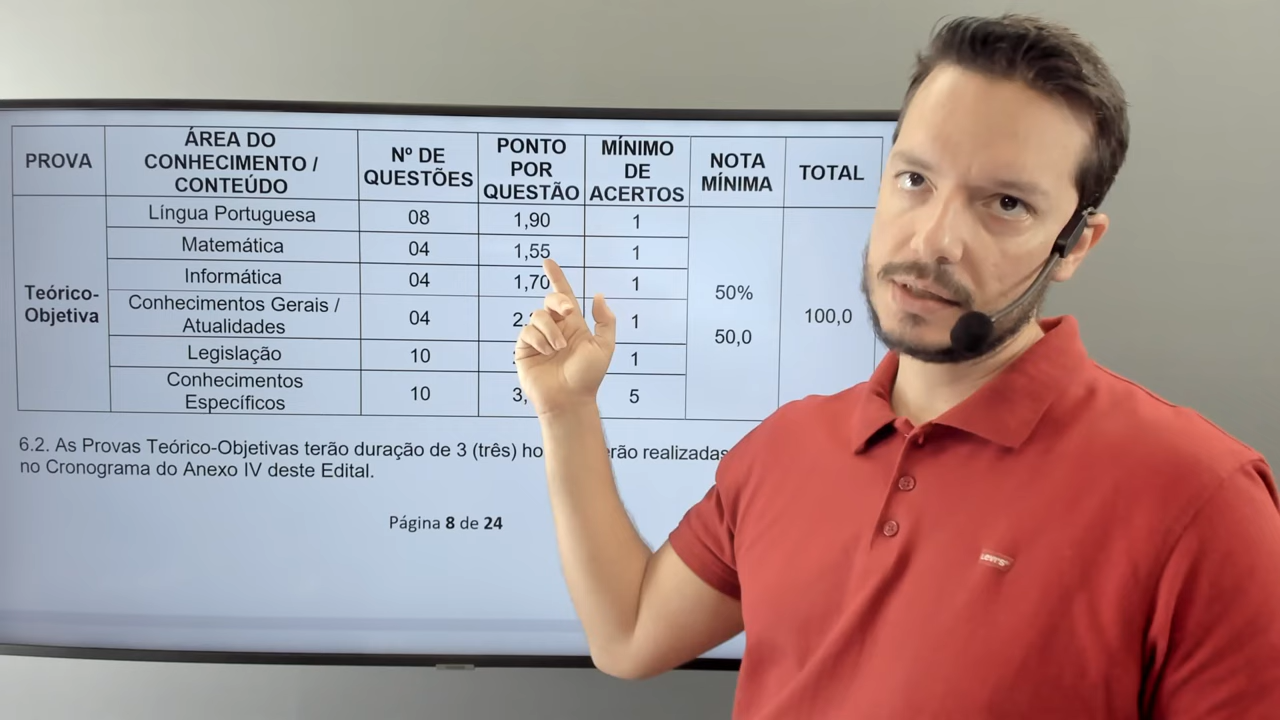 PROVA
ÁREA DO
CONHECIMENTO /
CONTEÚDO
Nº DE
QUESTÕES
PONTO
POR
QUESTÃO
MÍNIMO
DE
ACERTOS
NOTA
MÍNIMA
TOTAL
Teórico-
Objetiva
Língua Portuguesa 08 1,90 1
Matemática 04 1,55 1
Informática 04 1,70 1
Conhecimentos Gerais /
Atualidades
04 1
Legislação 10 1
Conhecimentos
Específicos
10 5
50%
50,0
100,0
6.2. As Provas Teórico-Objetivas terão duração de 3 (três) realizadas
no Cronograma do Anexo IV deste Edital.
Página 8 de 24
Levi's